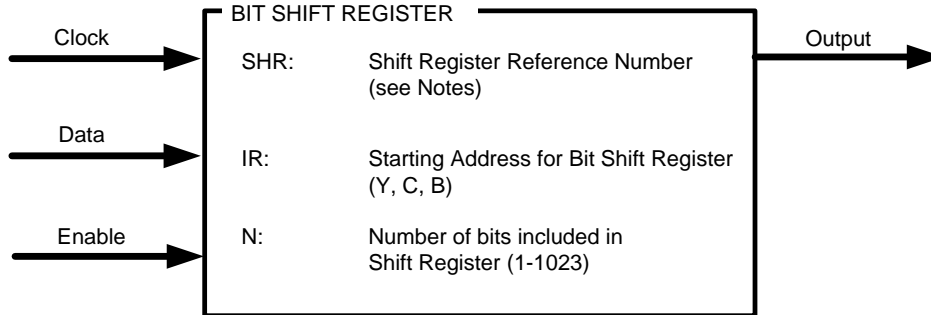 BIT SHIFT REGISTER
Clock
SHR: Shift Register Reference Number
(see Notes)
Output
Data
IR: Starting Address for Bit Shift Register
(Y, C, B)
Enable
N: Number of bits included in
Shift Register (1-1023)